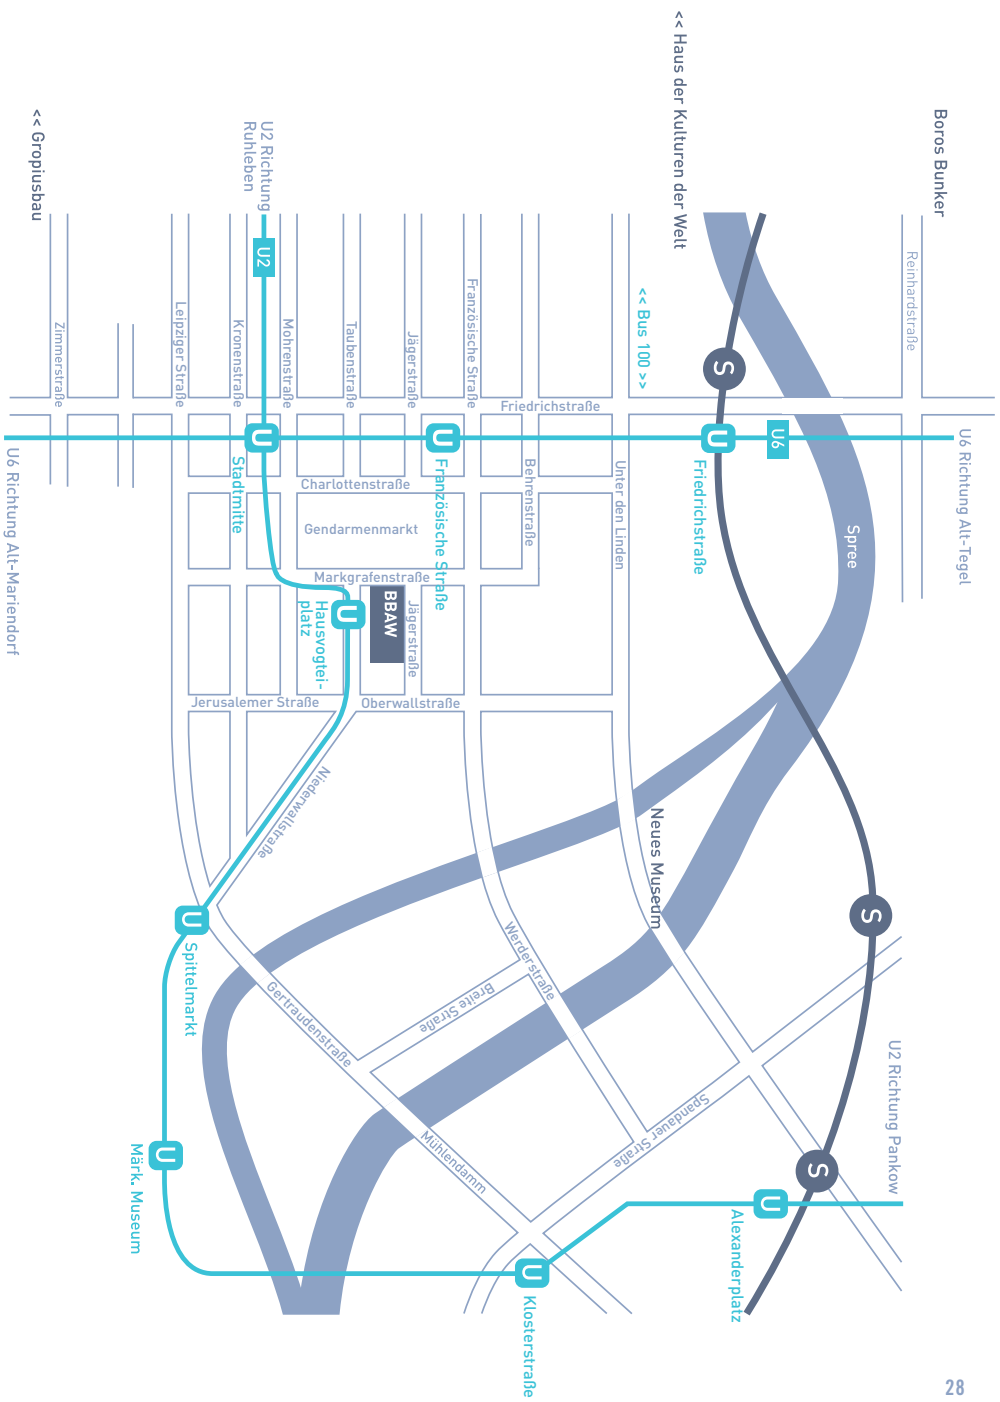 << Haus der Kulturen der Welt
Boros Bunker
<< Gropiusbau
U2 Richtung
Ruhleben
U2
Reinhardstraße
<< Bus 100 >>
Zimmerstraße
Leipziger Straße
Kronenstraße
Mohrenstraße
Taubenstraße
Jägerstraße
Französische Straße
Friedrichstraße
S
U
U
U
U6
U6 Richtung Alt-Tegel
U6 Richtung Alt-Mariendorf
Stadtmitte
Französische Straße
Friedrichstraße
Charlottenstraße
Behrenstraße
Unter den Linden
Gendarmenmarkt
Spree
Markgrafenstraße
BBAW
Jägerstraße
U
Hausvogtei-
platz
Jerusalemer Straße
Oberwallstraße
Niederwallstraße
Neues Museum
U
Spittelmarkt
S
Werderstraße
Breite Straße
Gertraudenstraße
U2 Richtung Pankow
Spandauer Straße
Mühlendamm
U
Märk. Museum
S
U
Alexanderplatz
U
Klosterstraße
28